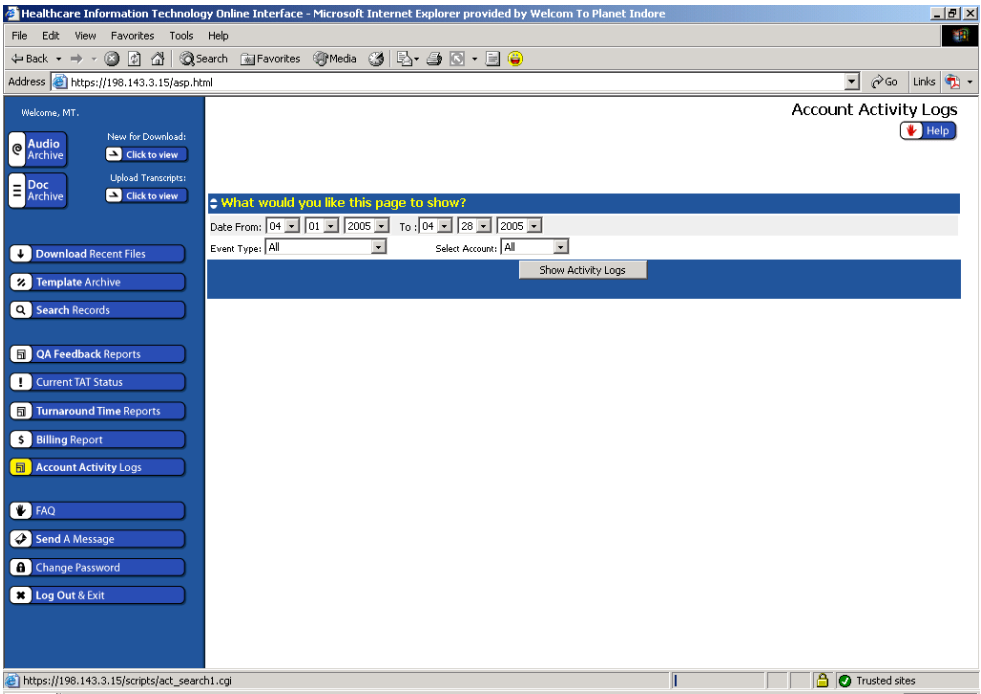 Healthcare Information Technology Online Interface - Microsoft Internet Explorer provided by Welcom To Planet Indore
File Edit View Favorites Tools Help
Back Search Favorites Media
Address https://198.143.3.15/asp.html Go Links
Welcome, MT.
Audio Archive
New for Download:
Click to view
Doc Archive
Upload Transcripts:
Click to view
Download Recent Files
Template Archive
Search Records
QA Feedback Reports
Current TAT Status
Turnaround Time Reports
Billing Report
Account Activity Logs
FAQ
Send A Message
Change Password
Log Out & Exit
Account Activity Logs
Help
What would you like this page to show?
Date From: 04 01 2005 To : 04 28 2005
Event Type: All Select Account: All
Show Activity Logs
https://198.143.3.15/scripts/act_search1.cgi Trusted sites